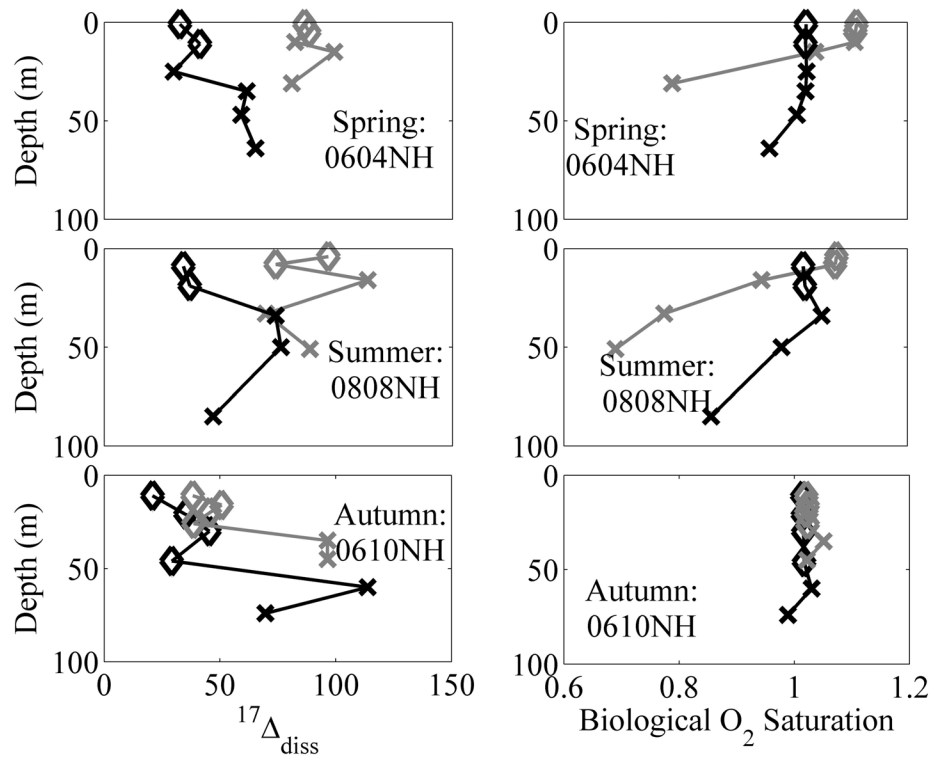 0
50
100
Depth (m)
Spring:
0604NH
Spring:
0604NH
0
50
100
Depth (m)
Summer:
0808NH
0
50
100
Summer:
0808NH
0
50
100
Depth (m)
Autumn:
0610NH
0
50
100
Autumn:
0610NH
0
50
100
0 50 100 150
0.6 0.8 1 1.2
17Δdiss
Biological O2 Saturation